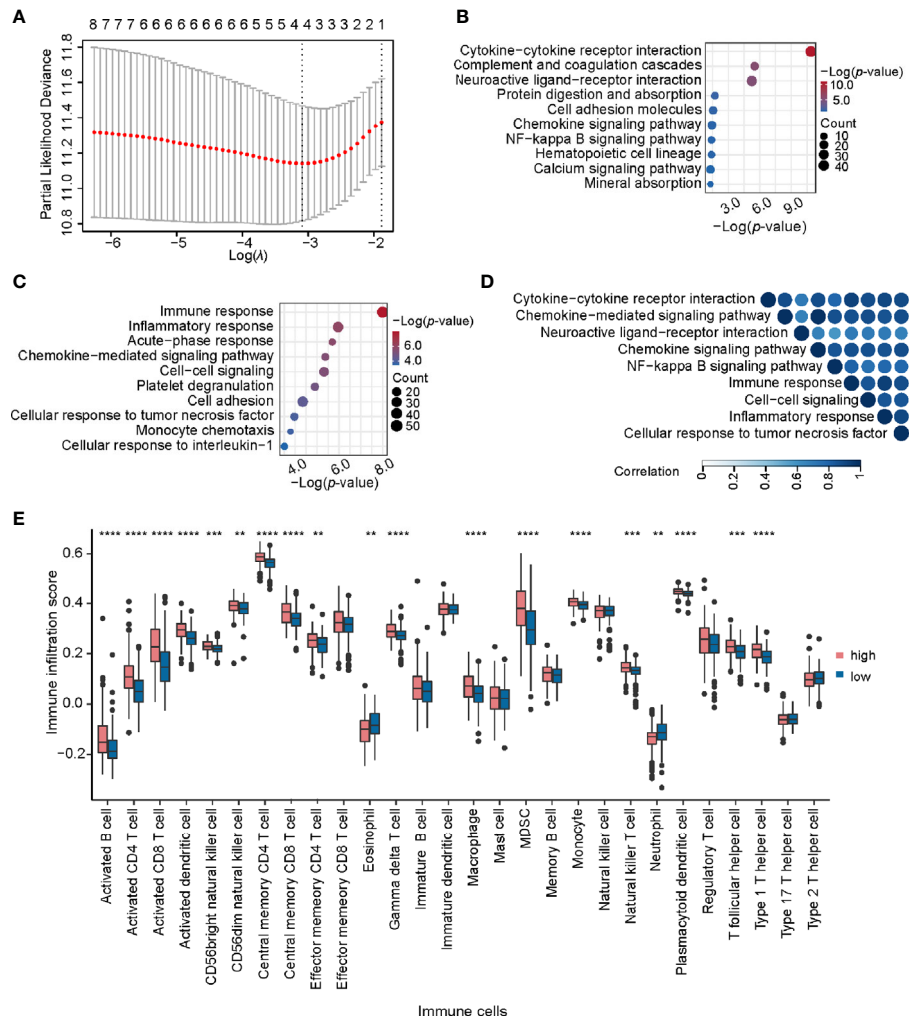 A
8 7 7 7 6 6 6 6 6 6 6 5 5 5 4 4 3 3 3 2 2 1
Partial Likelihood Deviance
11.8
11.6
11.4
11.2
11.0
10.8
−6 −5 −4 −3 −2
Log(λ)
B
Cytokine−cytokine receptor interaction
Complement and coagulation cascades
Neuroactive ligand−receptor interaction
Protein digestion and absorption
Cell adhesion molecules
Chemokine signaling pathway
NF−kappa B signaling pathway
Hematopoietic cell lineage
Calcium signaling pathway
Mineral absorption
3.0 6.0 9.0
−Log(p−value)
−Log(p−value)
10.0
5.0
Count
10
20
30
40
C
Immune response
Inflammatory response
Acute−phase response
Chemokine−mediated signaling pathway
Cell−cell signaling
Platelet degranulation
Cell adhesion
Cellular response to tumor necrosis factor
Monocyte chemotaxis
Cellular response to interleukin−1
4.0 6.0 8.0
−Log(p−value)
−Log(p−value)
6.0
4.0
Count
20
30
40
50
D
Cytokine−cytokine receptor interaction
Chemokine−mediated signaling pathway
Neuroactive ligand−receptor interaction
Chemokine signaling pathway
NF−kappa B signaling pathway
Immune response
Cell−cell signaling
Inflammatory response
Cellular response to tumor necrosis factor
Correlation
0 0.2 0.4 0.6 0.8 1
E
**** **** **** **** *** ** **** **** ** ** **** **** **** **** *** ** **** *** ****
Immune infiltration score
0.6
0.4
0.2
0.0
−0.2
high
low
Activated B cell
Activated CD4 T cell
Activated CD8 T cell
Activated dendritic cell
CD56bright natural killer cell
CD56dim natural killer cell
Central memory CD4 T cell
Central memory CD8 T cell
Effector memeory CD4 T cell
Effector memeory CD8 T cell
Eosinophil
Gamma delta T cell
Immature B cell
Immature dendritic cell
Macrophage
Mast cell
MDSC
Memory B cell
Monocyte
Natural killer cell
Natural killer T cell
Neutrophil
Plasmacytoid dendritic cell
Regulatory T cell
T follicular helper cell
Type 1 T helper cell
Type 17 T helper cell
Type 2 T helper cell
Immune cells